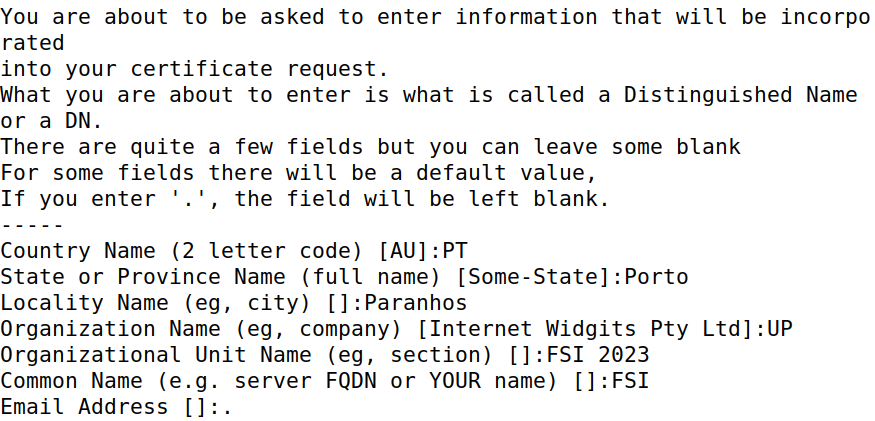 You are about to be asked to enter information that will be incorpo
rated
into your certificate request.
What you are about to enter is what is called a Distinguished Name
or a DN.
There are quite a few fields but you can leave some blank
For some fields there will be a default value,
If you enter '.', the field will be left blank.
-----
Country Name (2 letter code) [AU]:PT
State or Province Name (full name) [Some-State]:Porto
Locality Name (eg, city) []:Paranhos
Organization Name (eg, company) [Internet Widgits Pty Ltd]:UP
Organizational Unit Name (eg, section) []:FSI 2023
Common Name (e.g. server FQDN or YOUR name) []:FSI
Email Address []:.